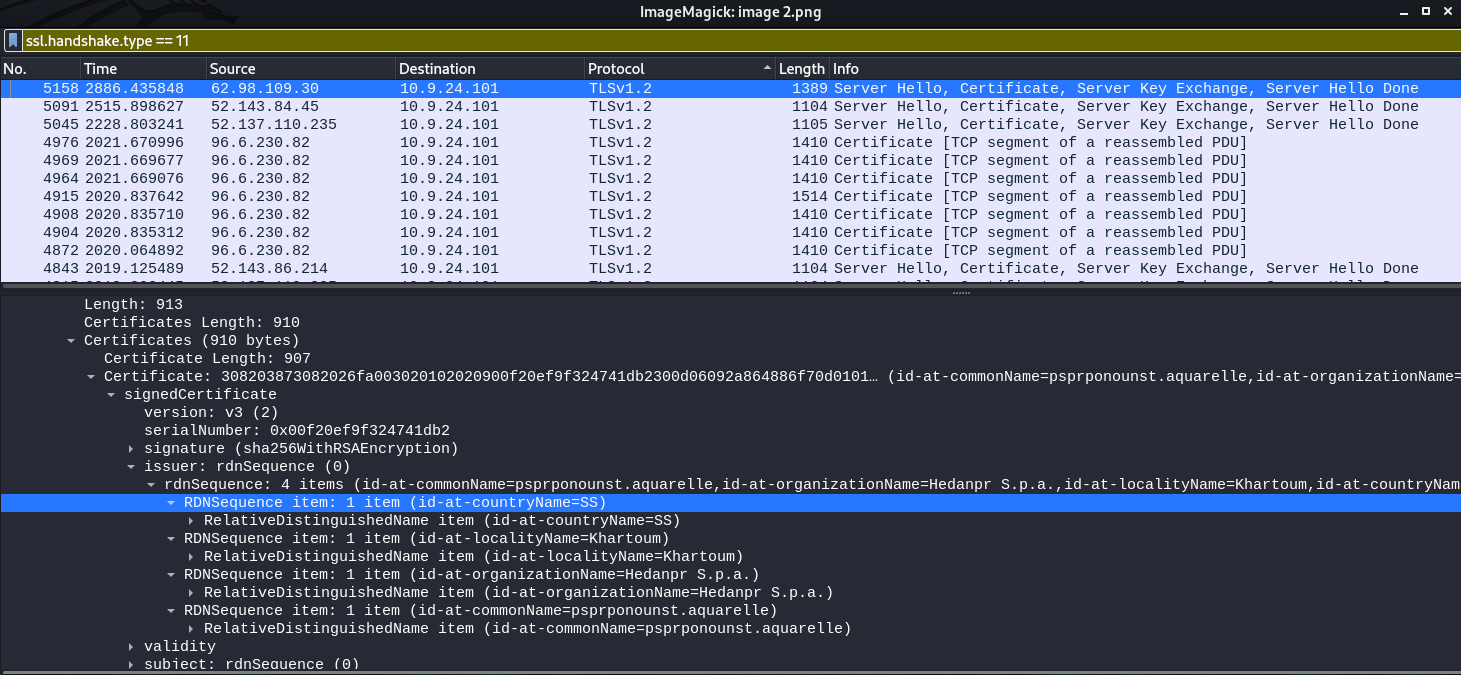 ImageMagick: image 2.png
ssl.handshake.type == 11
No. Time Source Destination Protocol Length Info
5158 2886.435848 62.98.109.30 10.9.24.101 TLSv1.2 1389 Server Hello, Certificate, Server Key Exchange, Server Hello Done
5091 2515.898627 52.143.84.45 10.9.24.101 TLSv1.2 1104 Server Hello, Certificate, Server Key Exchange, Server Hello Done
5045 2228.803241 52.137.110.235 10.9.24.101 TLSv1.2 1105 Server Hello, Certificate, Server Key Exchange, Server Hello Done
4976 2021.670996 96.6.230.82 10.9.24.101 TLSv1.2 1410 Certificate [TCP segment of a reassembled PDU]
4969 2021.669677 96.6.230.82 10.9.24.101 TLSv1.2 1410 Certificate [TCP segment of a reassembled PDU]
4964 2021.669076 96.6.230.82 10.9.24.101 TLSv1.2 1410 Certificate [TCP segment of a reassembled PDU]
4915 2020.837642 96.6.230.82 10.9.24.101 TLSv1.2 1514 Certificate [TCP segment of a reassembled PDU]
4908 2020.835710 96.6.230.82 10.9.24.101 TLSv1.2 1410 Certificate [TCP segment of a reassembled PDU]
4904 2020.835312 96.6.230.82 10.9.24.101 TLSv1.2 1410 Certificate [TCP segment of a reassembled PDU]
4872 2020.064892 96.6.230.82 10.9.24.101 TLSv1.2 1410 Certificate [TCP segment of a reassembled PDU]
4843 2019.125489 52.143.86.214 10.9.24.101 TLSv1.2 1104 Server Hello, Certificate, Server Key Exchange, Server Hello Done
Length: 913
Certificates Length: 910
Certificates (910 bytes)
Certificate Length: 907
Certificate: 308203873082026fa003020102020900f20ef9f324741db2300d06092a864886f70d0101… (id-at-commonName=psprponounst.aquarelle,id-at-organizationName=
signedCertificate
version: v3 (2)
serialNumber: 0x00f20ef9f324741db2
signature (sha256WithRSAEncryption)
issuer: rdnSequence (0)
rdnSequence: 4 items (id-at-commonName=psprponounst.aquarelle,id-at-organizationName=Hedanpr S.p.a.,id-at-localityName=Khartoum,id-at-countryNam
RDNSequence item: 1 item (id-at-countryName=SS)
RelativeDistinguishedName item (id-at-countryName=SS)
RDNSequence item: 1 item (id-at-localityName=Khartoum)
RelativeDistinguishedName item (id-at-localityName=Khartoum)
RDNSequence item: 1 item (id-at-organizationName=Hedanpr S.p.a.)
RelativeDistinguishedName item (id-at-organizationName=Hedanpr S.p.a.)
RDNSequence item: 1 item (id-at-commonName=psprponounst.aquarelle)
RelativeDistinguishedName item (id-at-commonName=psprponounst.aquarelle)
validity
subject: rdnSequence (0)